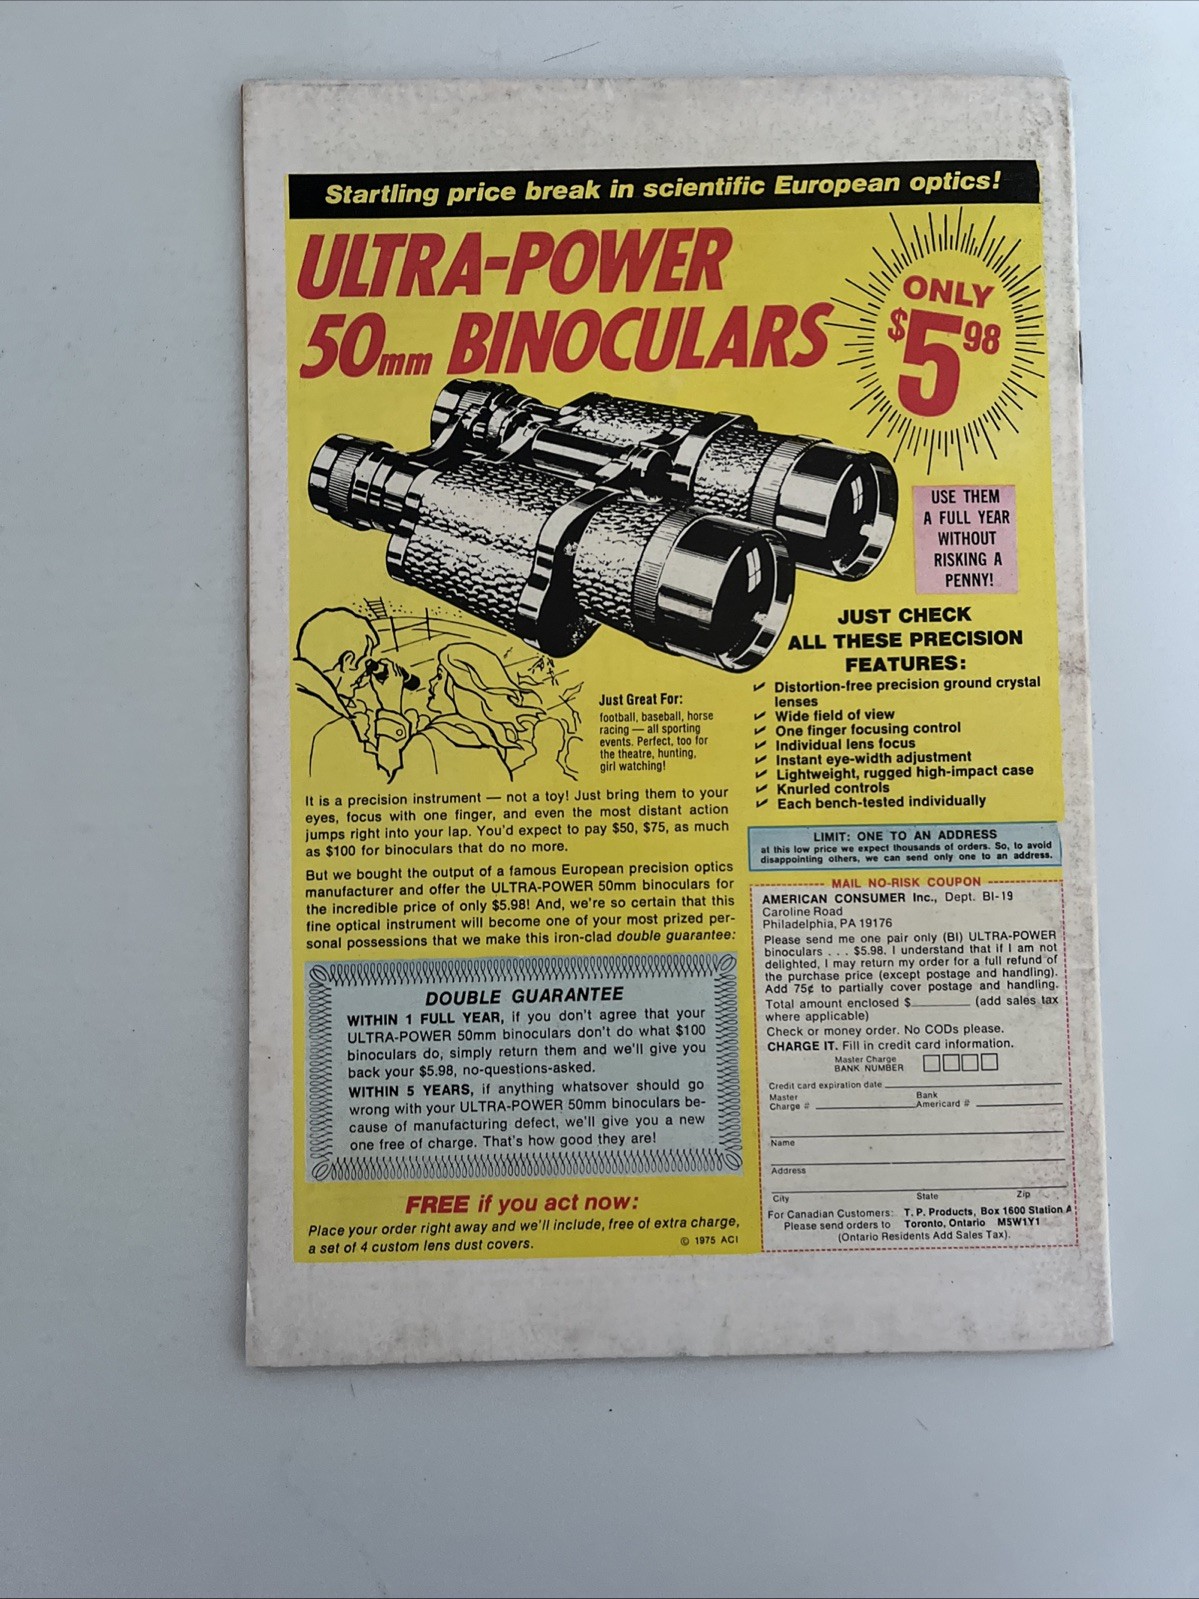 Startling price break in scientific European optics!
ULTRA-POWER
50mm BINOCULARS
ONLY
$5.98
USE THEM
A FULL YEAR
WITHOUT
RISKING A
PENNY!
JUST CHECK
ALL THESE PRECISION
FEATURES:
Distortion-free precision ground crystal
lenses
Wide field of view
One finger focusing control
Individual lens focus
Instant eye-width adjustment
Lightweight, rugged high-impact case
Knurled controls
Each bench-tested individually
Just Great For:
football, baseball, horse
racing — all sporting
events. Perfect, too for
the theatre, hunting,
girl watching!
It is a precision instrument — not a toy! Just bring them to your
eyes, focus with one finger, and even the most distant action
jumps right into your lap. You'd expect to pay $50, $75, as much
as $100 for binoculars that do no more.
But we bought the output of a famous European precision optics
manufacturer and offer the ULTRA-POWER 50mm binoculars for
the incredible price of only $5.98! And, we're so certain that this
fine optical instrument will become one of your most prized per-
sonal possessions that we make this iron-clad double guarantee:
DOUBLE GUARANTEE
WITHIN 1 FULL YEAR, if you don't agree that your
ULTRA-POWER 50mm binoculars don't do what $100
binoculars do, simply return them and we'll give you
back your $5.98, no-questions-asked.
WITHIN 5 YEARS, if anything whatsoever should go
wrong with your ULTRA-POWER 50mm binoculars be-
cause of manufacturing defect, we'll give you a new
one free of charge. That's how good they are!
FREE if you act now:
Place your order right away and we'll include, free of extra charge,
a set of 4 custom lens dust covers.
© 1975 ACI
LIMIT: ONE TO AN ADDRESS
at this low price we expect thousands of orders. So, to avoid
disappointing others, we can send only one to an address.
MAIL NO-RISK COUPON
AMERICAN CONSUMER Inc., Dept. BI-19
Caroline Road
Philadelphia, PA 19176
Please send me one pair only (BI) ULTRA-POWER
binoculars . . . $5.98. I understand that if I am not
delighted, I may return my order for a full refund of
the purchase price (except postage and handling).
Add 75¢ to partially cover postage and handling.
Total amount enclosed $________ (add sales tax
where applicable)
Check or money order. No CODs please.
CHARGE IT. Fill in credit card information.
Master Charge
BANK NUMBER
Credit card expiration date
Master Charge #
Bank Americard #
Name
Address
City State Zip
For Canadian Customers: T. P. Products, Box 1600 Station A
Please send orders to Toronto, Ontario M5W1Y1
(Ontario Residents Add Sales Tax).